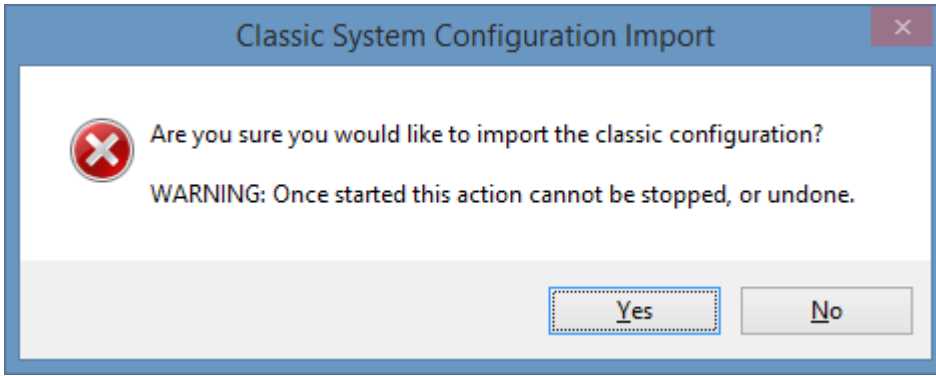 Classic System Configuration Import
Are you sure you would like to import the classic configuration?
WARNING: Once started this action cannot be stopped, or undone.
Yes
No